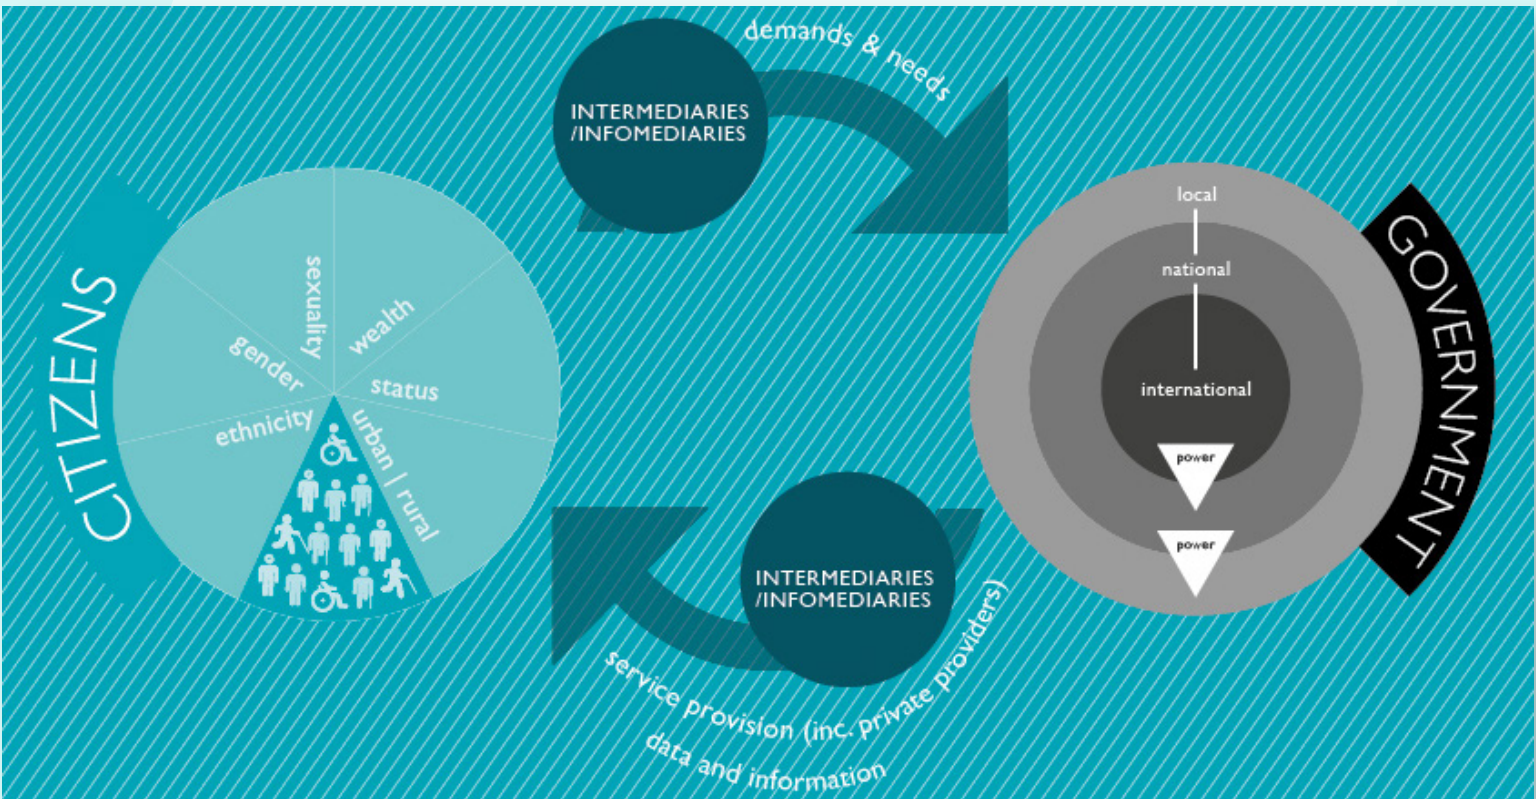 demands & needs
INTERMEDIARIES
/INFOMEDIARIES
CITIZENS
sexuality
wealth
gender
status
ethnicity
urban | rural
local
national
international
power
power
GOVERNMENT
INTERMEDIARIES
/INFOMEDIARIES
service provision (inc. private providers)
data and information